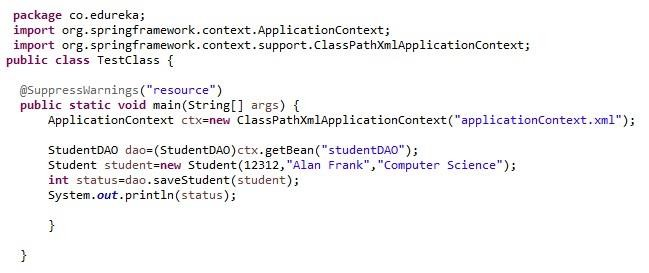 package co.edureka;
import org.springframework.context.ApplicationContext;
import org.springframework.context.support.ClassPathXmlApplicationContext;
public class TestClass {
@SuppressWarnings("resource")
public static void main(String[] args) {
ApplicationContext ctx=new ClassPathXmlApplicationContext("applicationContext.xml");
StudentDAO dao=(StudentDAO)ctx.getBean("studentDAO");
Student student=new Student(12312,"Alan Frank","Computer Science");
int status=dao.saveStudent(student);
System.out.println(status);
}
}